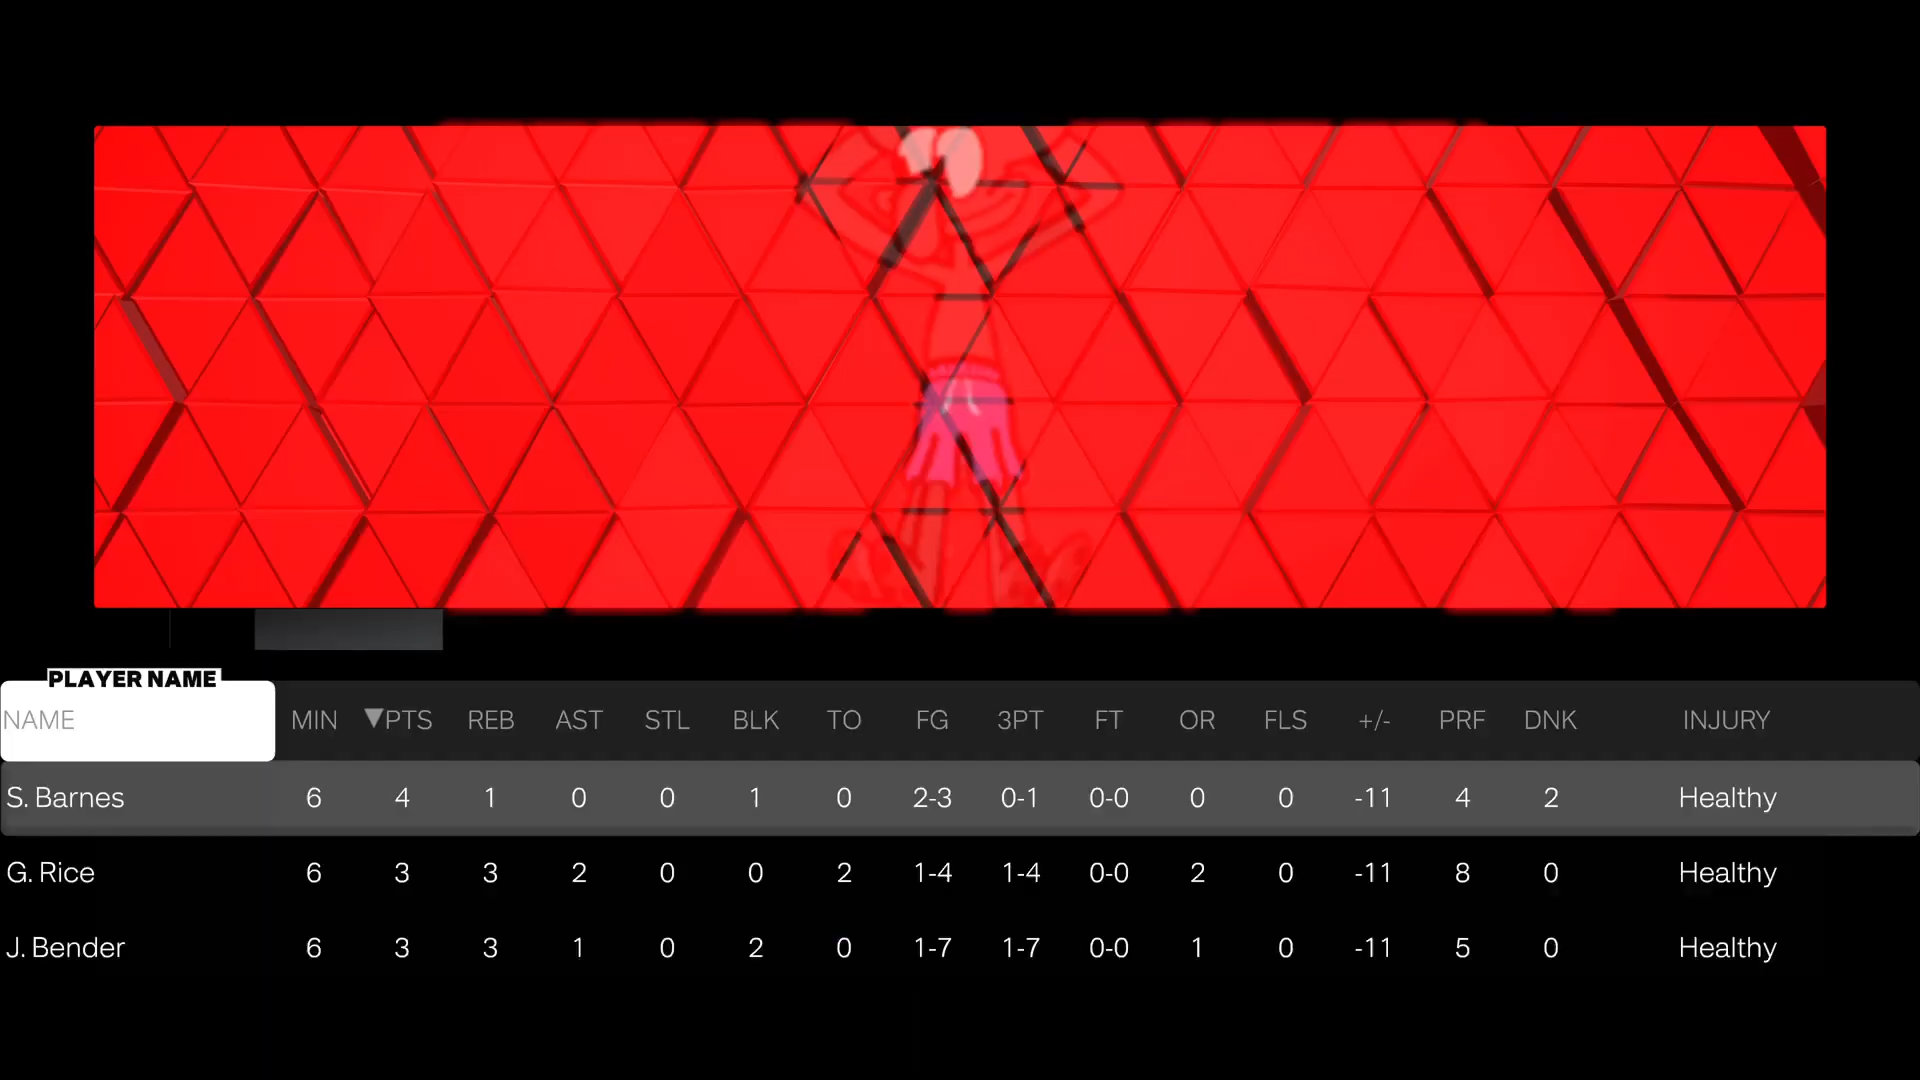 PLAYER NAME
NAME MIN ▼PTS REB AST STL BLK TO FG 3PT FT OR FLS +/- PRF DNK INJURY
S. Barnes 6 4 1 0 0 1 0 2-3 0-1 0-0 0 0 -11 4 2 Healthy
G. Rice 6 3 3 2 0 0 2 1-4 1-4 0-0 2 0 -11 8 0 Healthy
J. Bender 6 3 3 1 0 2 0 1-7 1-7 0-0 1 0 -11 5 0 Healthy